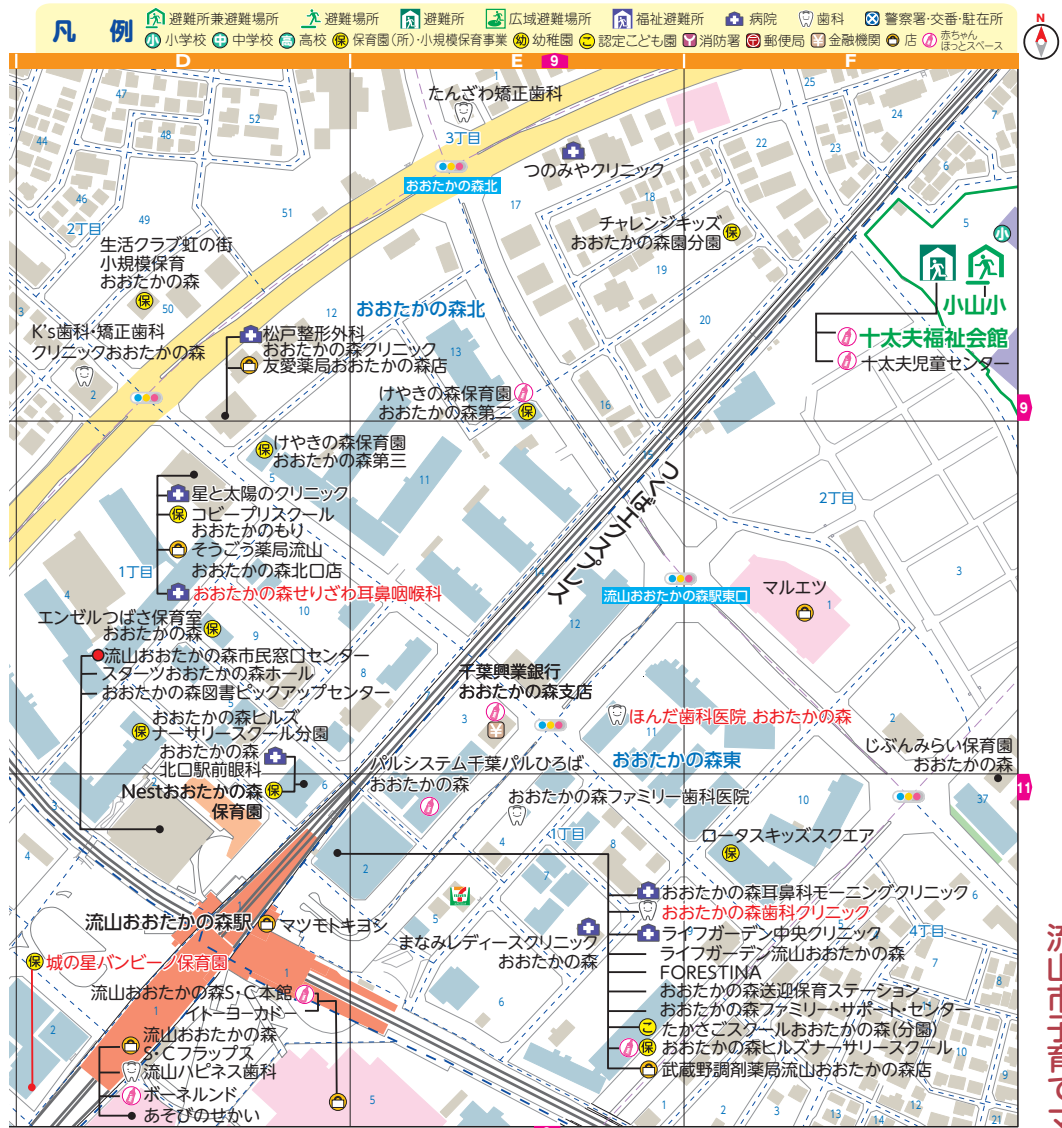 凡 例
避難所兼避難場所 避難場所 避難所 広域避難場所 福祉避難所 病院 歯科 警察署・交番・駐在所
小 小学校 中 中学校 高 高校 保 保育園(所)・小規模保育事業 幼 幼稚園 こ 認定こども園 消防署 郵便局 金融機関 店 赤ちゃんほっとスペース
N
D E 9 F
たんざわ矯正歯科
3丁目
おおたかの森北
つのみやクリニック
チャレンジキッズ
おおたかの森園分園
2丁目
生活クラブ虹の街
小規模保育
おおたかの森
おおたかの森北
小山小
十太夫福祉会館
十太夫児童センター
K's歯科・矯正歯科
クリニックおおたかの森
松戸整形外科
おおたかの森クリニック
友愛薬局おおたかの森店
けやきの森保育園
おおたかの森第二
9
けやきの森保育園
おおたかの森第三
つくばエクスプレス
2丁目
星と太陽のクリニック
コビープリスクール
おおたかのもり
そうごう薬局流山
おおたかの森北口店
1丁目
おおたかの森せりざわ耳鼻咽喉科
流山おおたかの森駅東口
マルエツ
エンゼルつばさ保育室
おおたかの森
流山おおたかの森市民窓口センター
スターツおおたかの森ホール
おおたかの森図書ピックアップセンター
千葉興業銀行
おおたかの森支店
ほんだ歯科医院 おおたかの森
おおたかの森ヒルズ
ナーサリースクール分園
おおたかの森
北口駅前眼科
おおたかの森東
じぶんみらい保育園
おおたかの森
Nestおおたかの森
保育園
パルシステム千葉パルひろば
おおたかの森
おおたかの森ファミリー歯科医院
11
1丁目
ロータスキッズスクエア
おおたかの森耳鼻科モーニングクリニック
おおたかの森歯科クリニック
ライフガーデン中央クリニック
ライフガーデン流山おおたかの森
FORESTINA
おおたかの森送迎保育ステーション
おおたかの森ファミリー・サポート・センター
たかさごスクールおおたかの森(分園)
おおたかの森ヒルズナーサリースクール
武蔵野調剤薬局流山おおたかの森店
4丁目
流山おおたかの森駅
マツモトキヨシ
まなみレディースクリニック
おおたかの森
城の星バンビーノ保育園
流山おおたかの森S・C本館
イトーヨーカドー
流山おおたかの森
S・Cフラップス
流山ハピネス歯科
ボーネルンド
あそびのせかい
流山市子育て